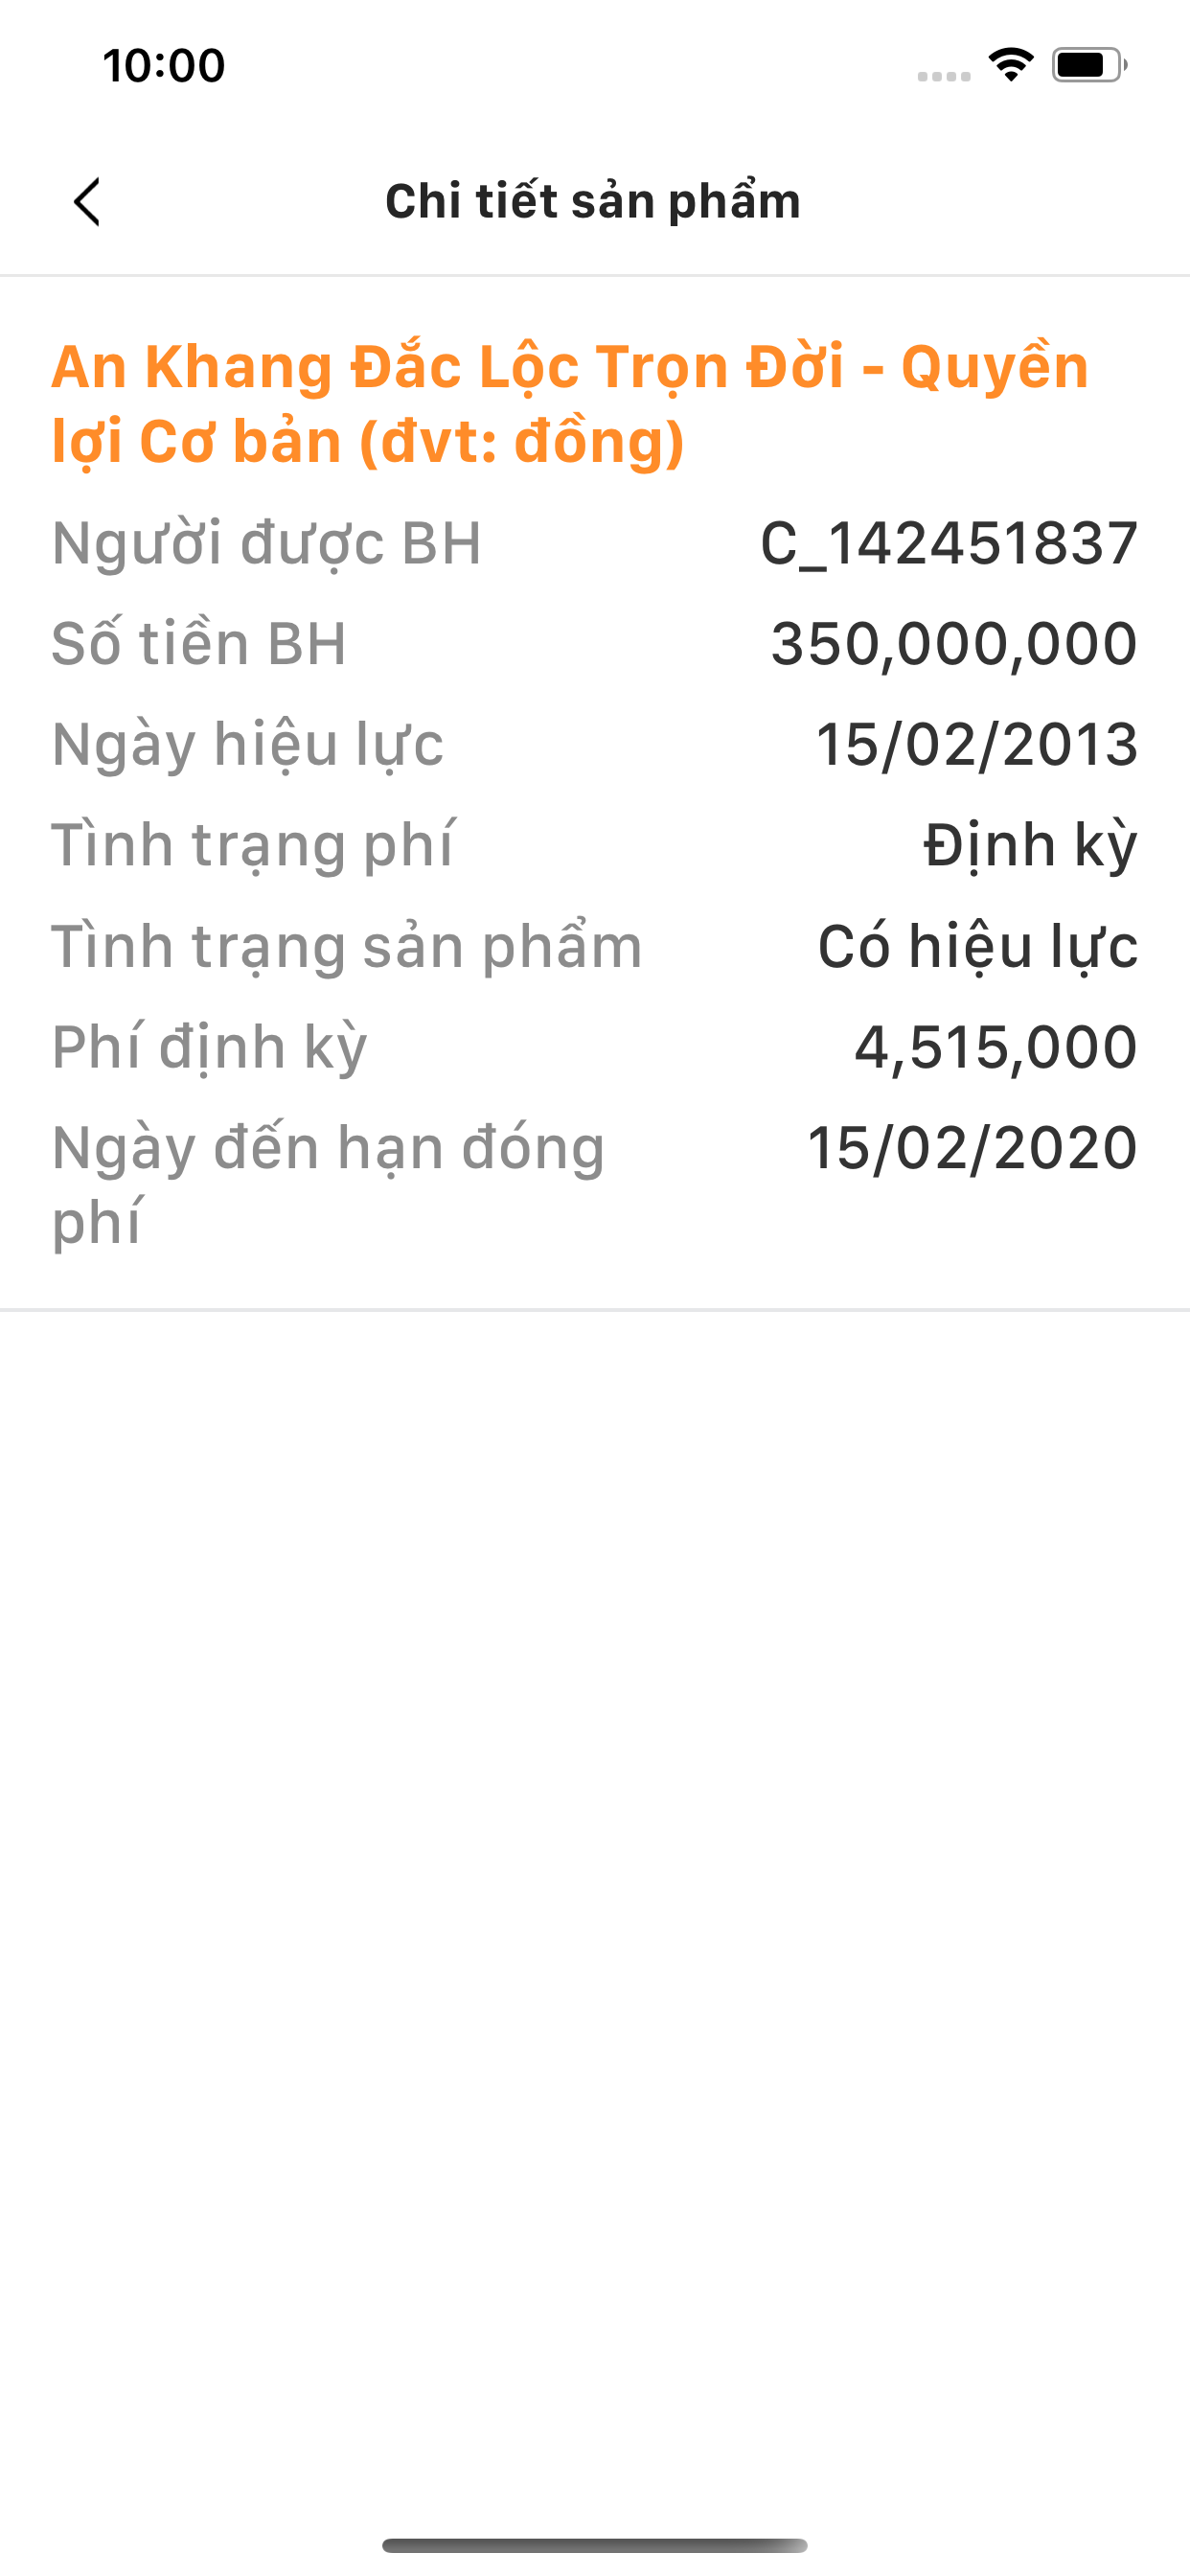 10:00
Chi tiết sản phẩm
An Khang Đắc Lộc Trọn Đời - Quyền
lợi Cơ bản (đvt: đồng)
Người được BH C_142451837
Số tiền BH 350,000,000
Ngày hiệu lực 15/02/2013
Tình trạng phí Định kỳ
Tình trạng sản phẩm Có hiệu lực
Phí định kỳ 4,515,000
Ngày đến hạn đóng 15/02/2020
phí